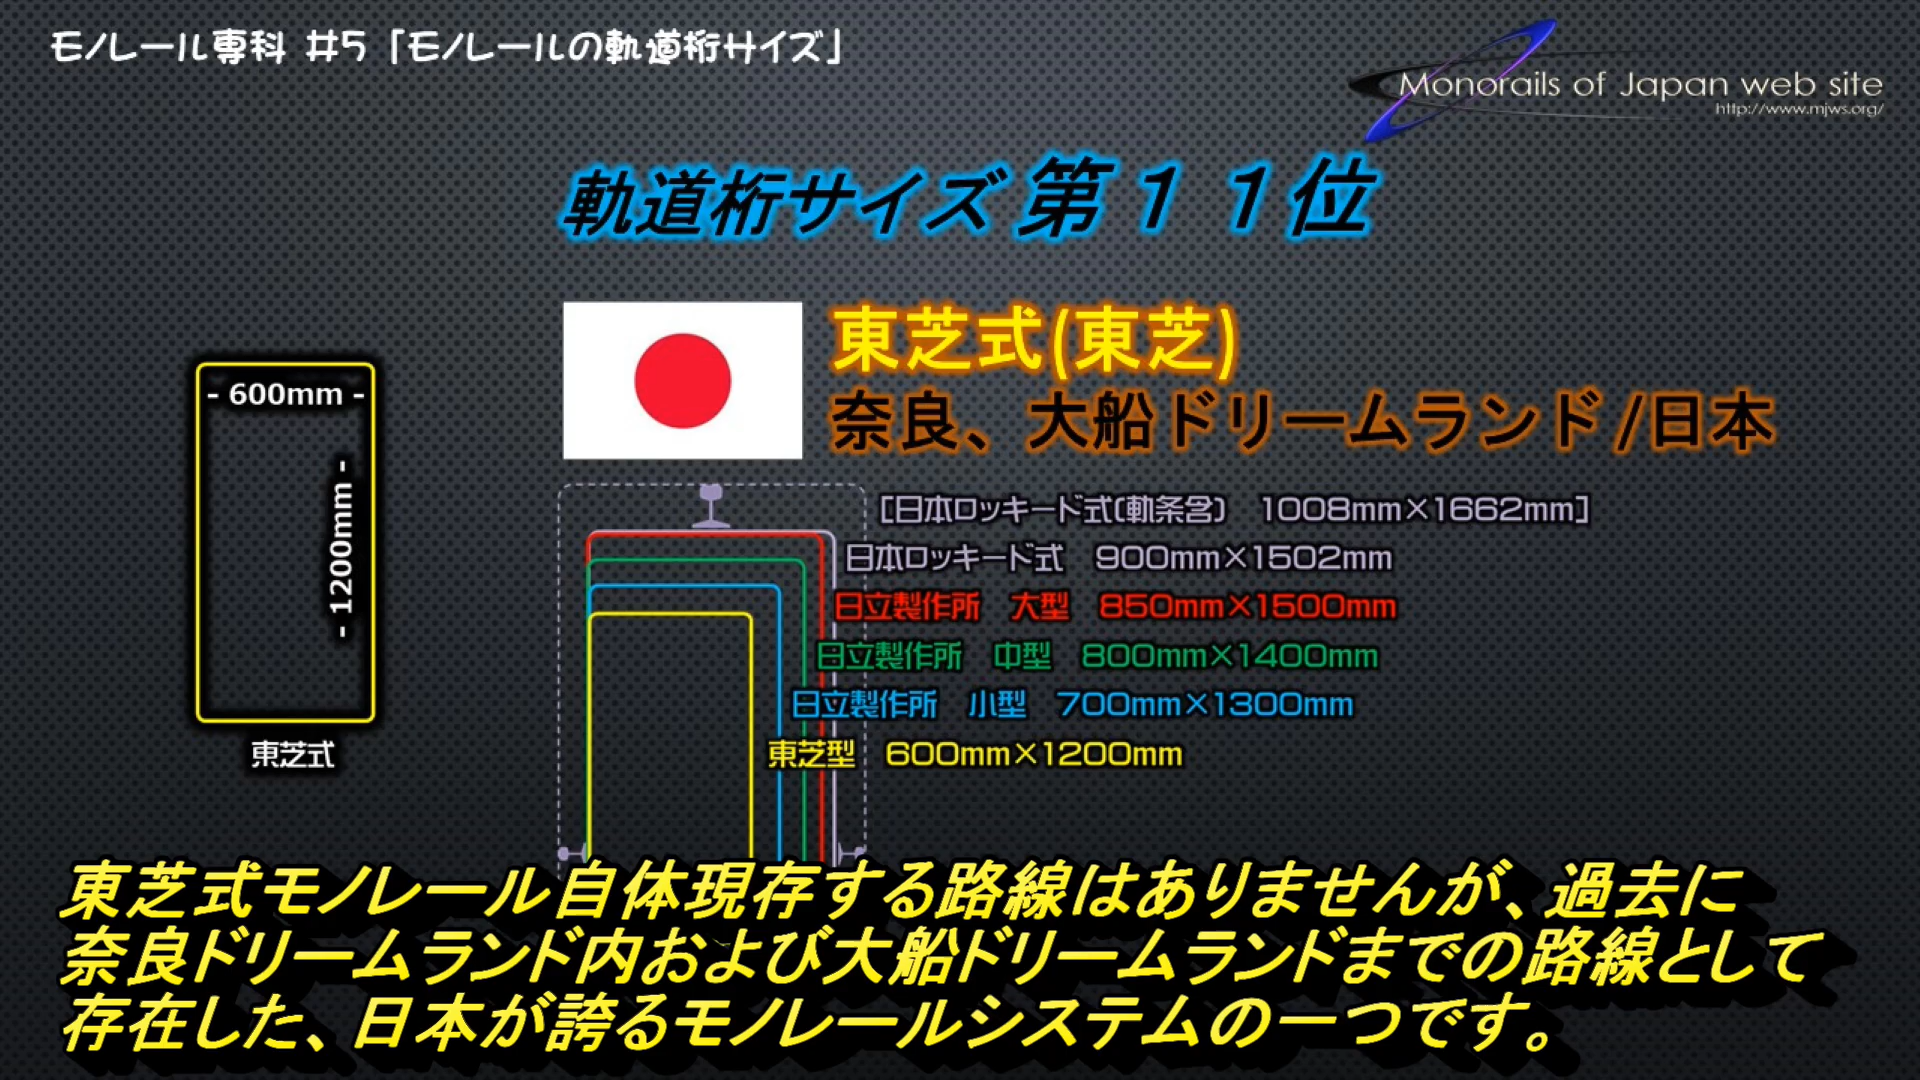 モノレール専科 #5「モノレールの軌道桁サイズ」
Monorails of Japan web site
http://www.mjws.org/
軌道桁サイズ 第11位
東芝式(東芝)
奈良、大船ドリームランド/日本
- 600mm -
- 1200mm -
東芝式
[日本ロッキード式(軌条含) 1008mm×1662mm]
日本ロッキード式 900mm×1502mm
日立製作所 大型 850mm×1500mm
日立製作所 中型 800mm×1400mm
日立製作所 小型 700mm×1300mm
東芝型 600mm×1200mm
東芝式モノレール自体現存する路線はありませんが、過去に
奈良ドリームランド内および大船ドリームランドまでの路線として
存在した、日本が誇るモノレールシステムの一つです。